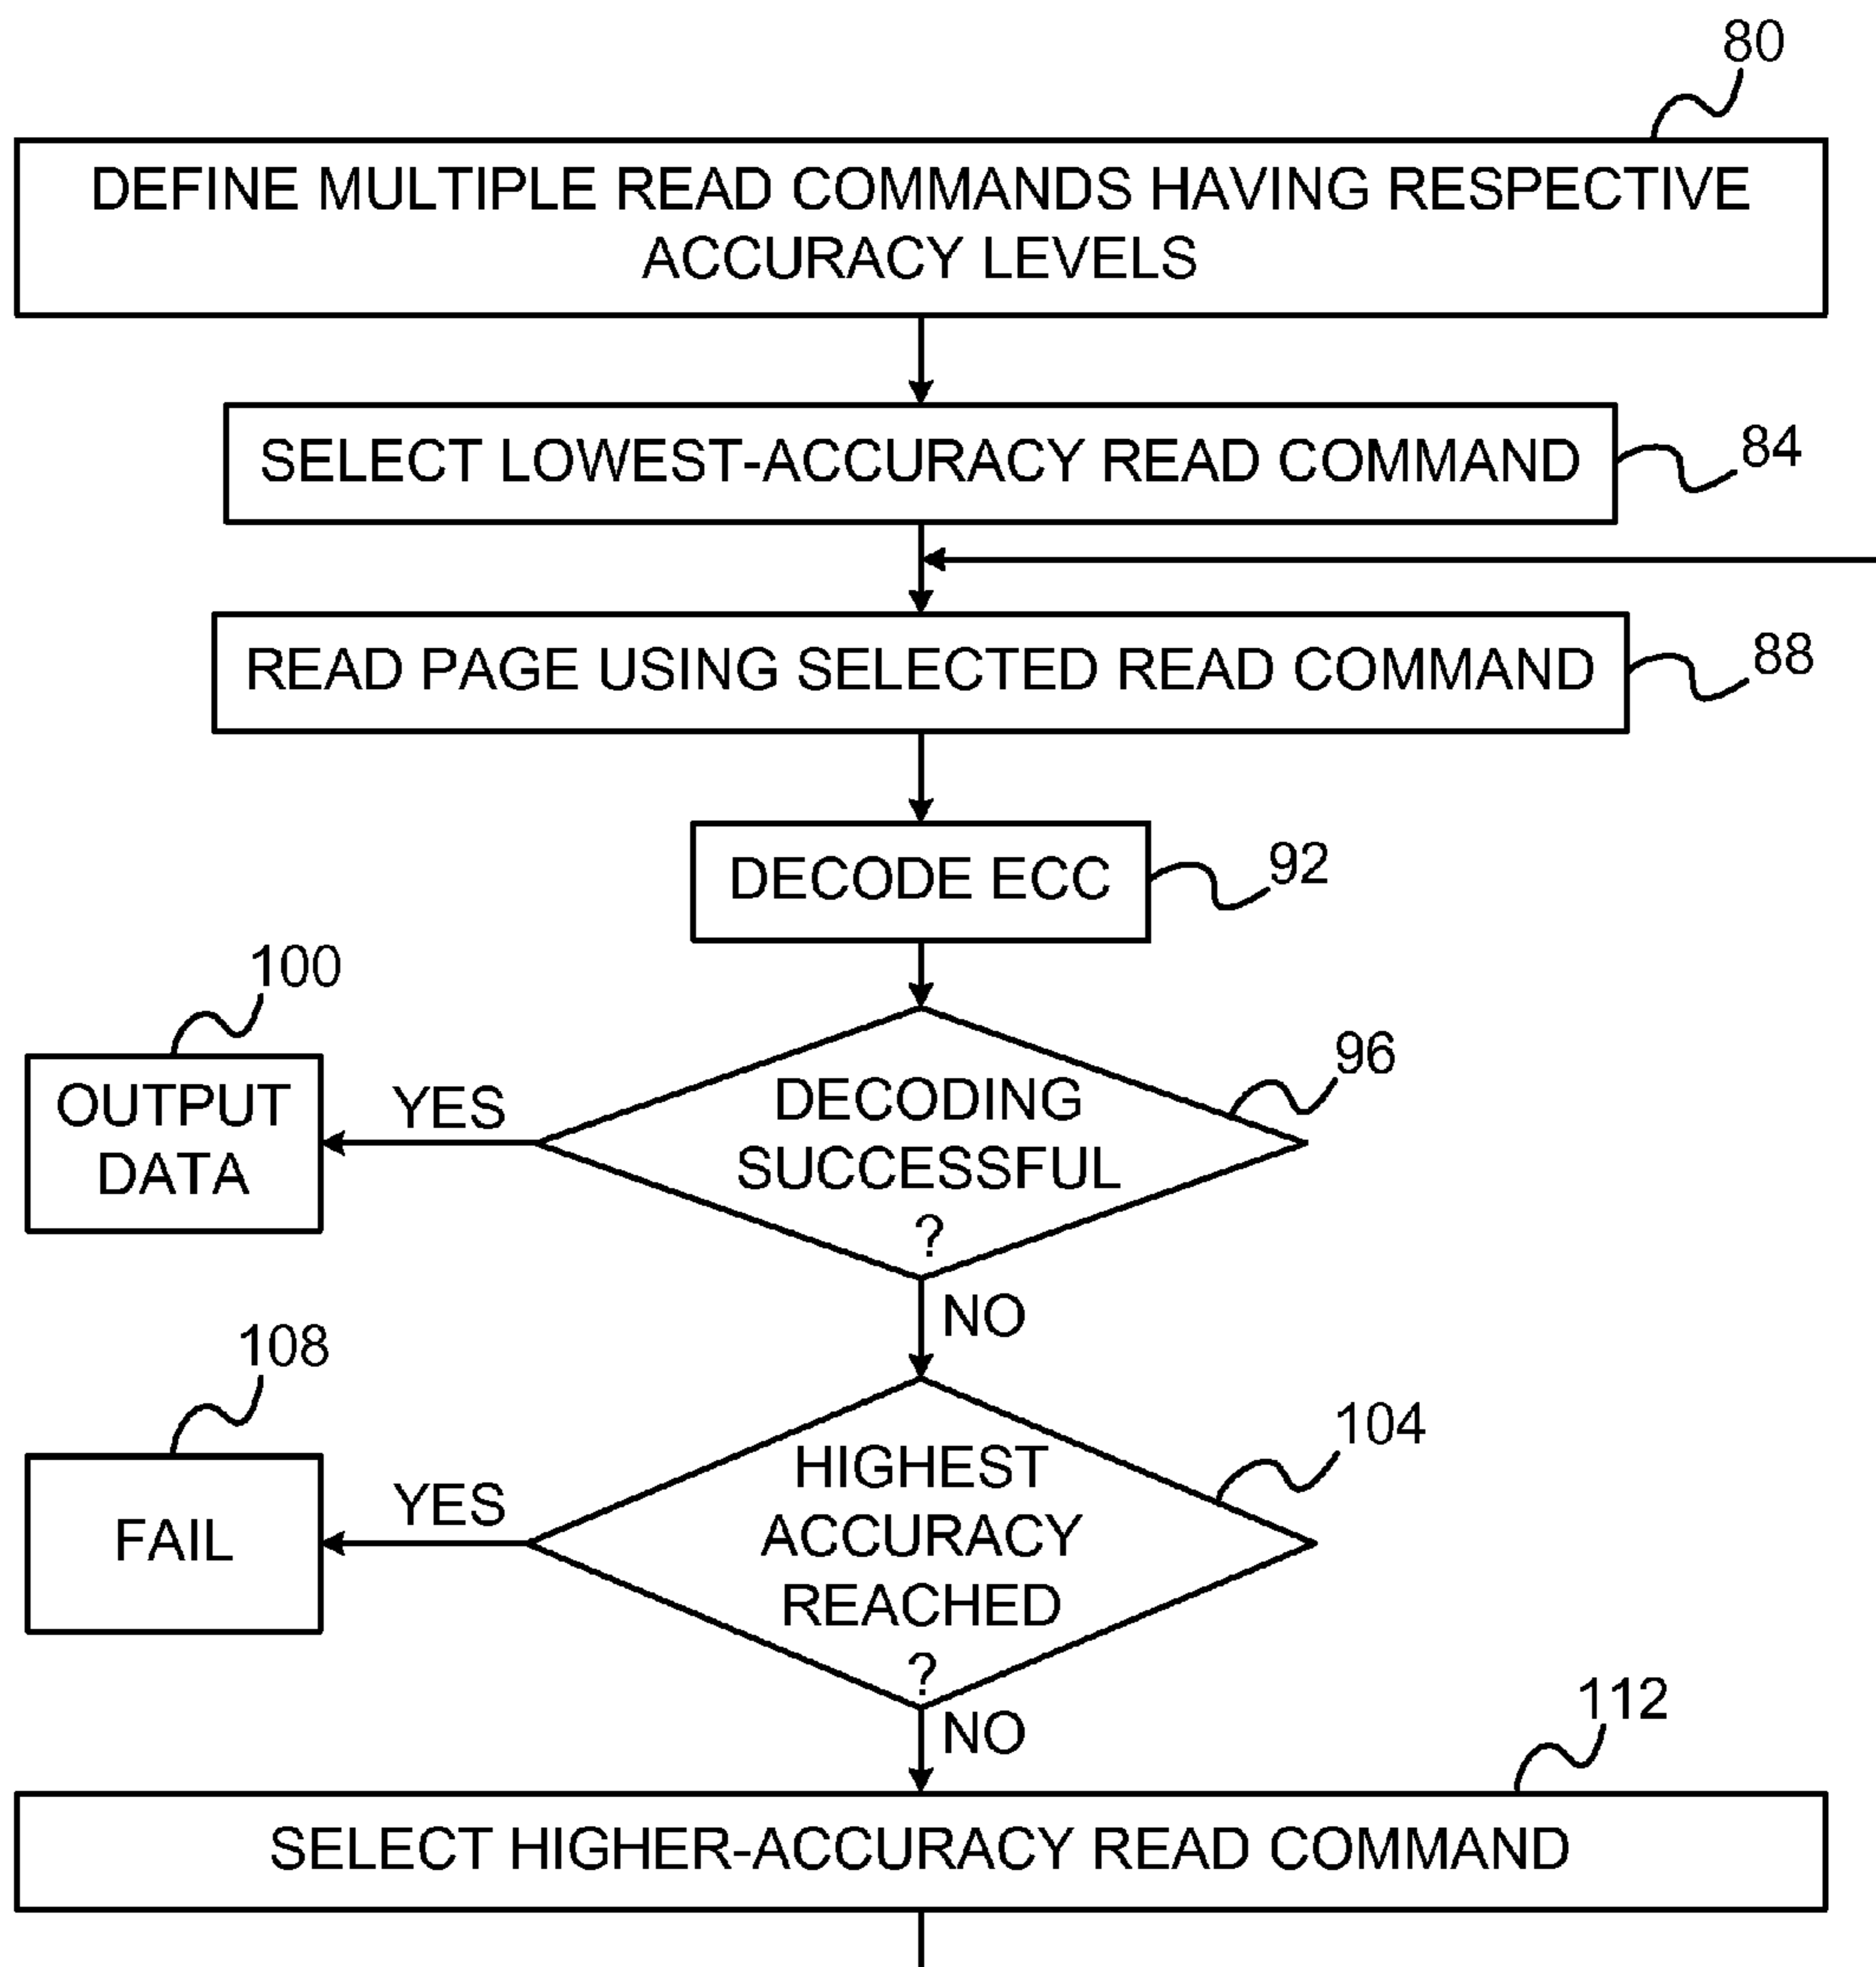 80
DEFINE MULTIPLE READ COMMANDS HAVING RESPECTIVE
ACCURACY LEVELS
SELECT LOWEST-ACCURACY READ COMMAND
84
READ PAGE USING SELECTED READ COMMAND
88
DECODE ECC
92
100
OUTPUT
DATA
YES
DECODING
SUCCESSFUL
?
96
NO
108
FAIL
YES
HIGHEST
ACCURACY
REACHED
?
104
NO
112
SELECT HIGHER-ACCURACY READ COMMAND